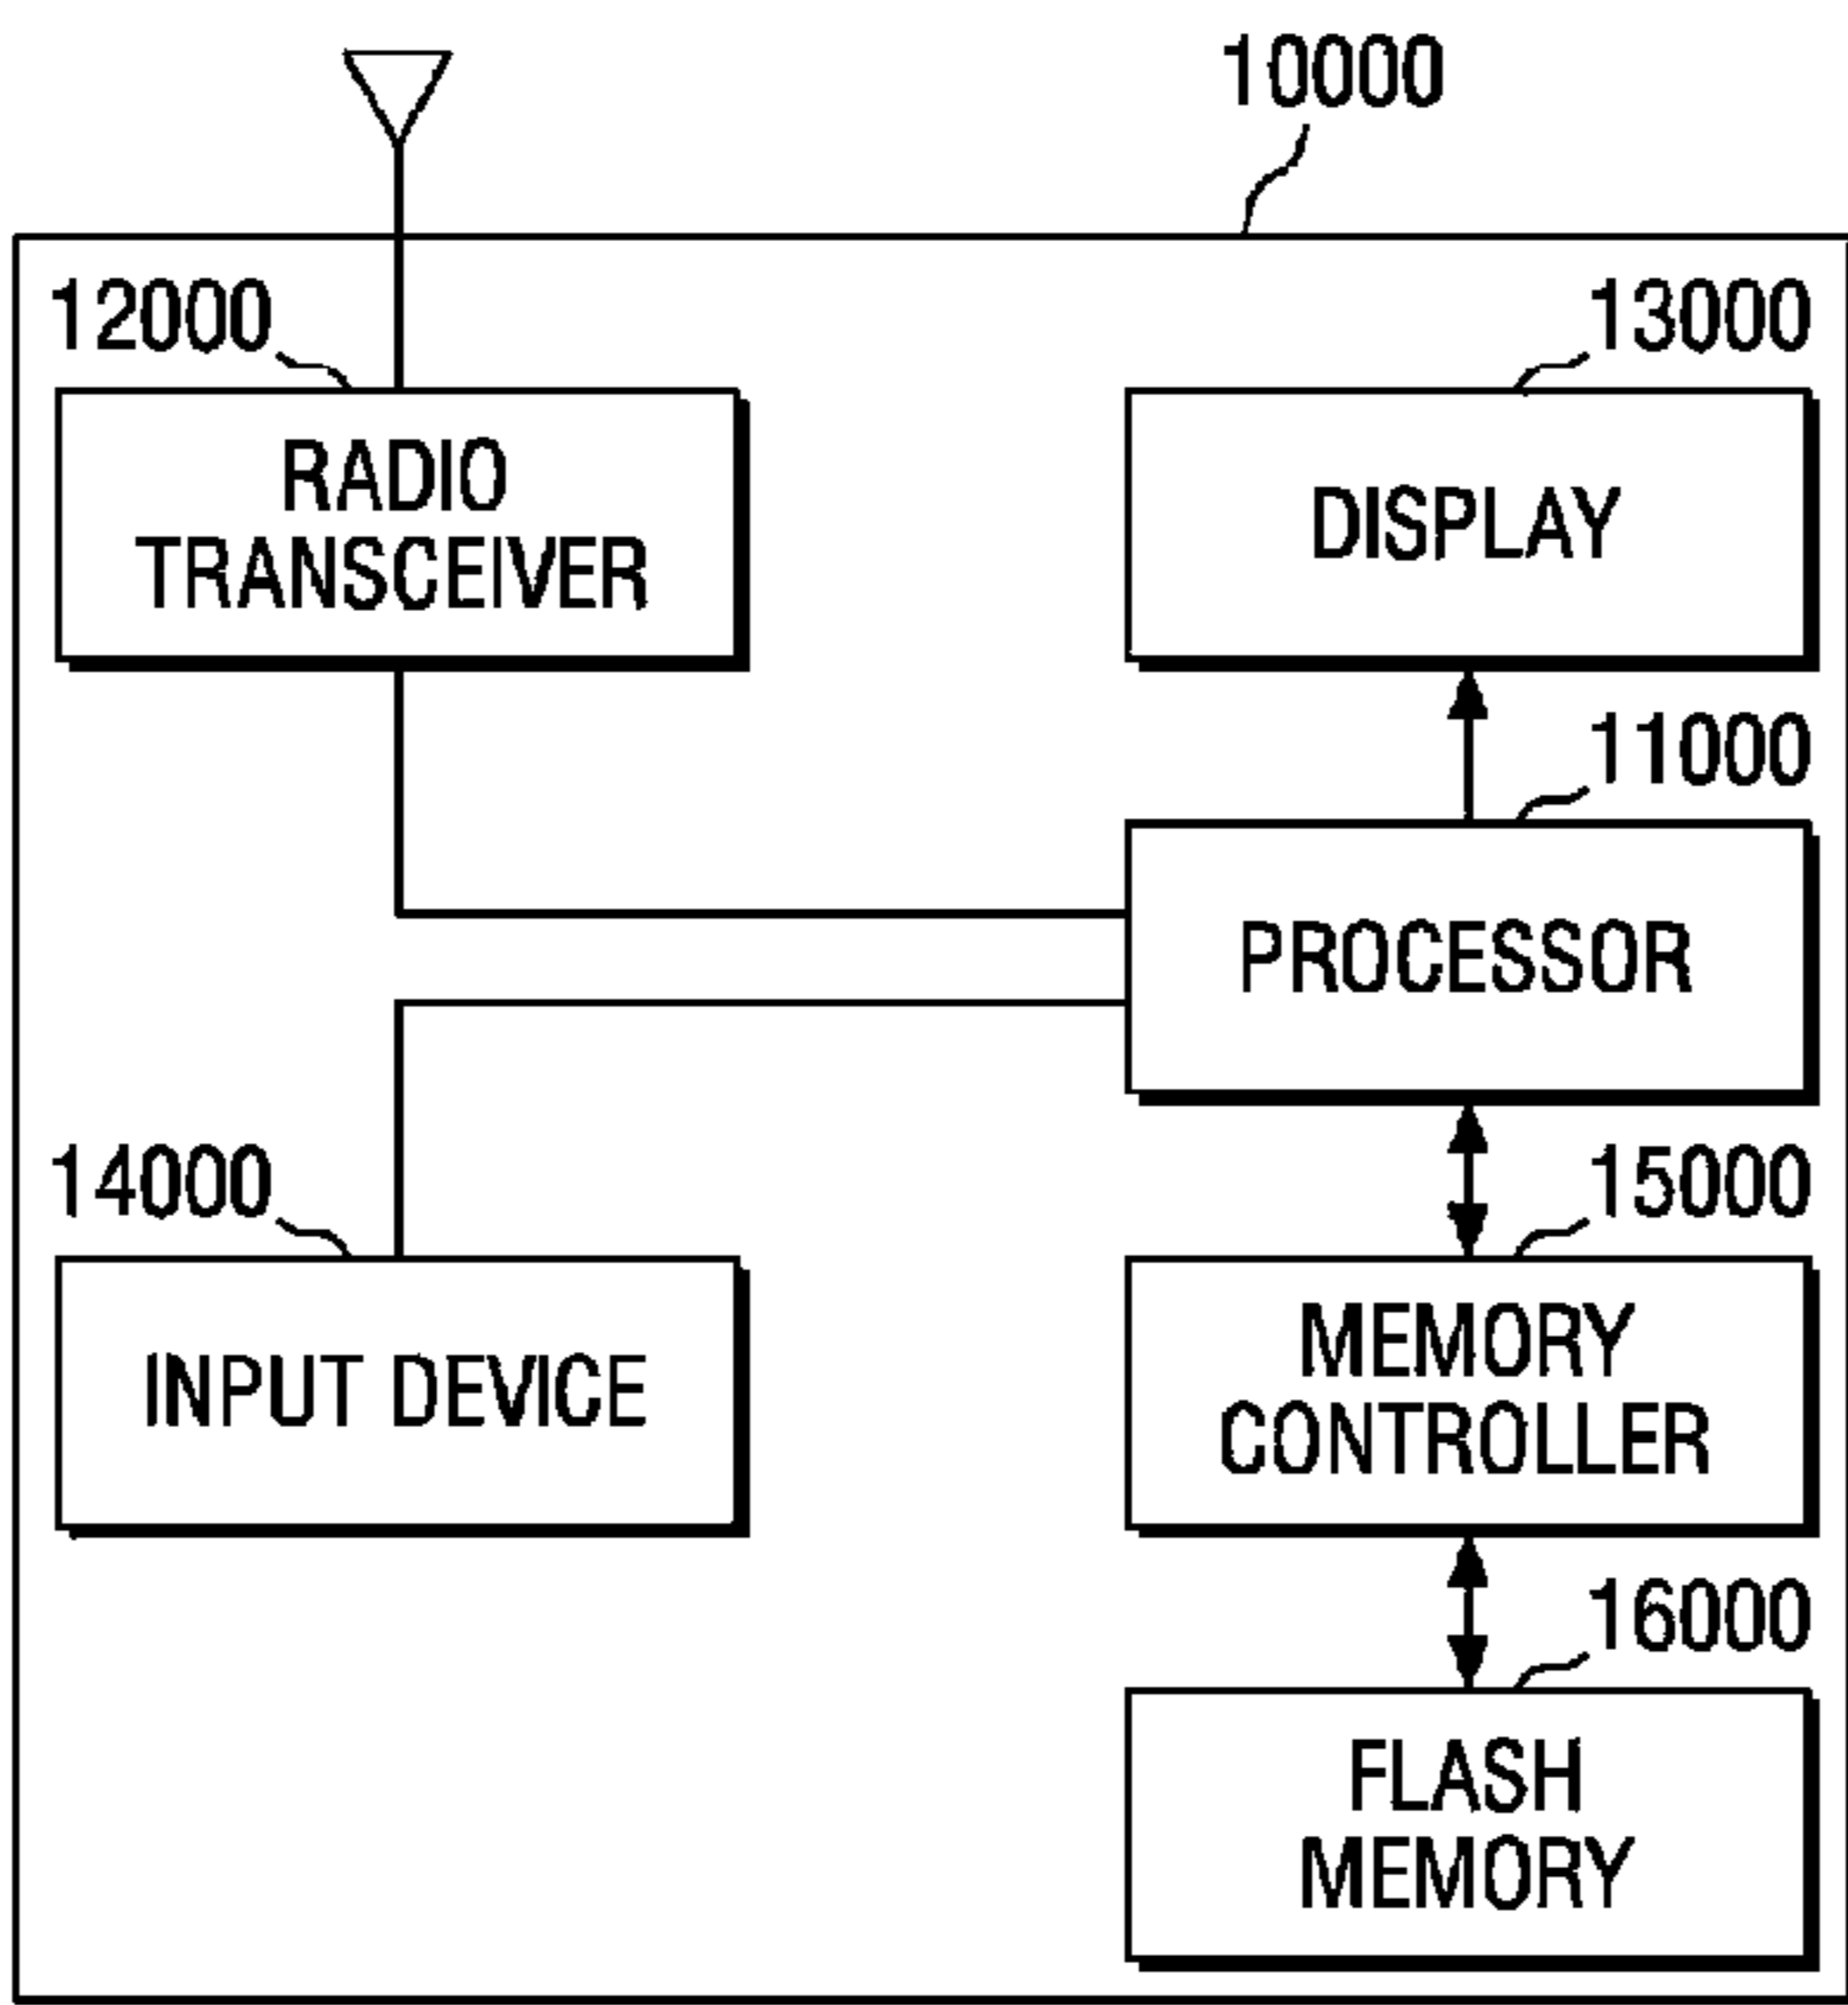 10000
12000
13000
RADIO
TRANSCEIVER
DISPLAY
11000
PROCESSOR
14000
15000
INPUT DEVICE
MEMORY
CONTROLLER
16000
FLASH
MEMORY